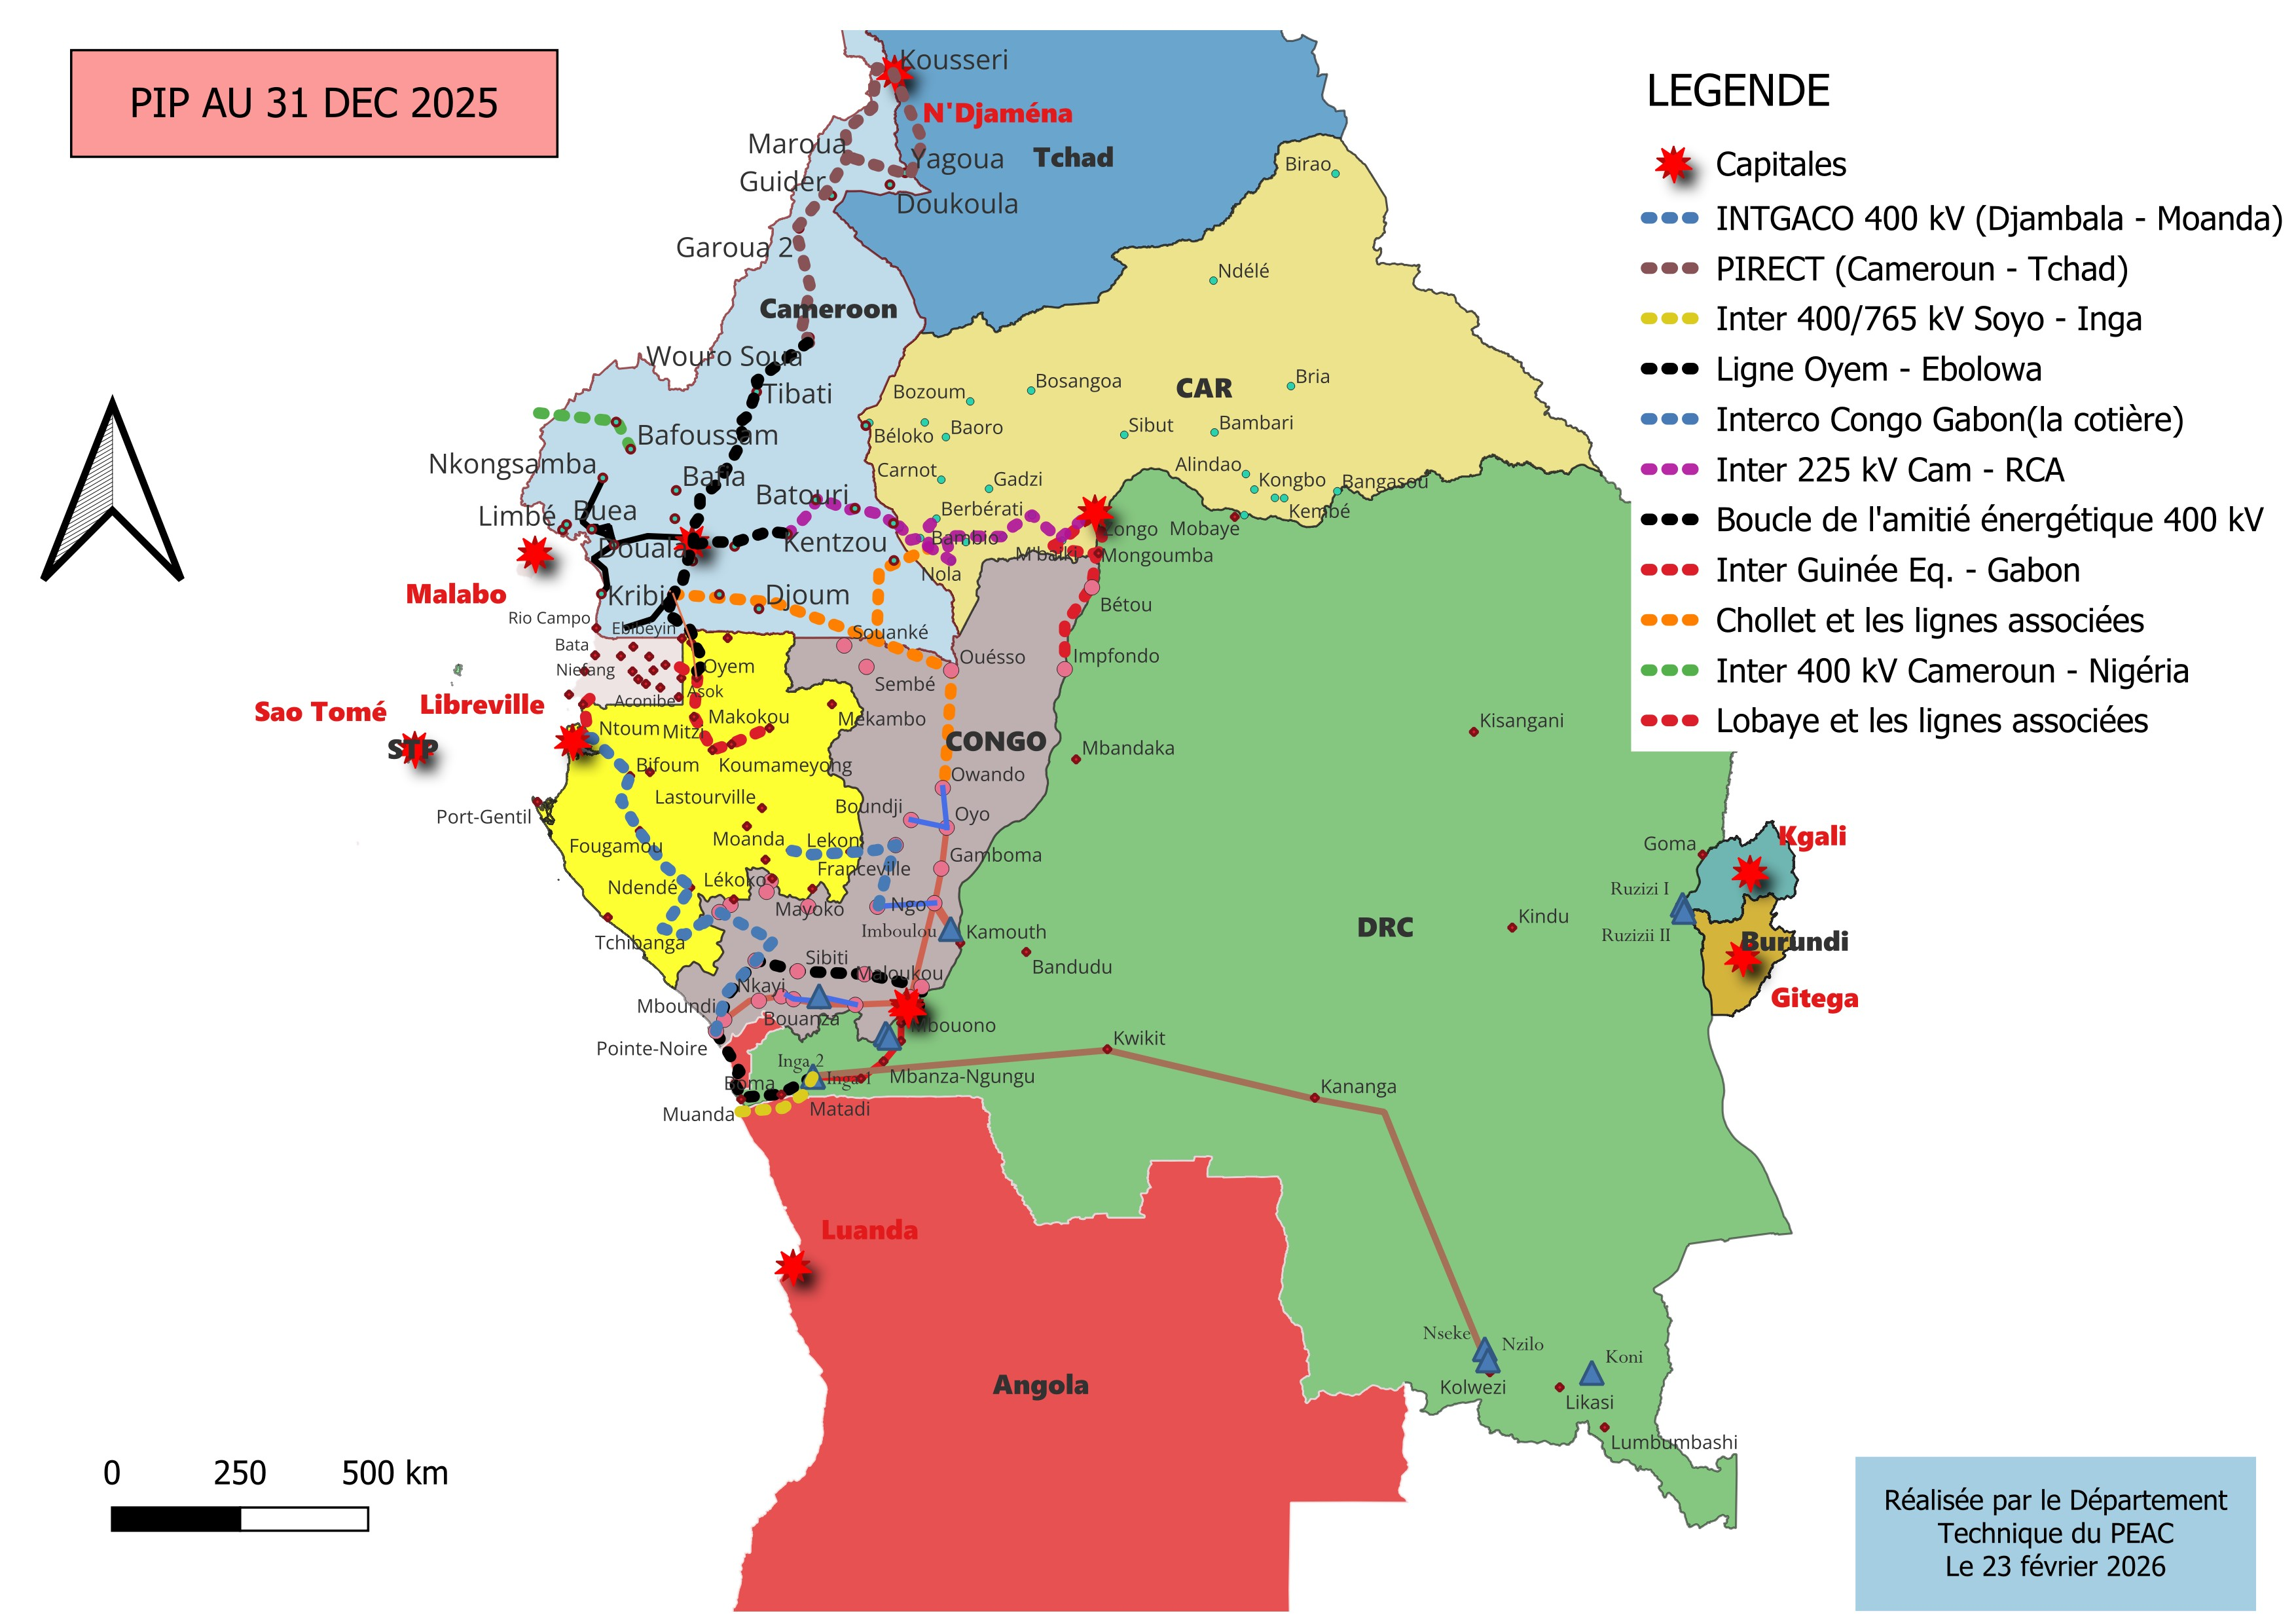 PIP AU 31 DEC 2025
LEGENDE
Capitales
INTGACO 400 kV (Djambala - Moanda)
PIRECT (Cameroun - Tchad)
Inter 400/765 kV Soyo - Inga
Ligne Oyem - Ebolowa
Interco Congo Gabon(la cotière)
Inter 225 kV Cam - RCA
Boucle de l'amitié énergétique 400 kV
Inter Guinée Eq. - Gabon
Chollet et les lignes associées
Inter 400 kV Cameroun - Nigéria
Lobaye et les lignes associées
Kousseri
N'Djaména
Maroua
Yagoua
Tchad
Guider
Doukoula
Birao
Garoua 2
Ndélé
Cameroon
Wouro Soua
Tibati
Bozoum
Bosangoa
CAR
Bria
Bafoussam
Béloko
Baoro
Sibut
Bambari
Nkongsamba
Bafia
Carnot
Gadzi
Alindao
Kongbo
Bangasou
Batouri
Limbé
Buea
Berbérati
Kembé
Douala
Kentzou
Bambio
Zongo
Mobaye
M'baiki
Mongoumba
Nola
Malabo
Kribi
Djoum
Bétou
Rio Campo
Ebibeyin
Souanké
Bata
Niefang
Oyem
Ouésso
Impfondo
Sembé
Asok
Aconibe
Sao Tomé
Libreville
Makokou
Mékambo
Ntoum
Mitzi
STP
CONGO
Kisangani
Mbandaka
Bifoum
Koumameyong
Owando
Lastourville
Boundji
Oyo
Port-Gentil
Moanda
Lekoni
Fougamou
Gamboma
Franceville
Goma
Kgali
Ndendé
Lékoko
Ruzizi I
Mayoko
Ngo
Imboulou
Kamouth
DRC
Kindu
Ruzizii II
Burundi
Tchibanga
Sibiti
Maloukou
Bandudu
Gitega
Nkayi
Mboundi
Bouanza
Mbouono
Pointe-Noire
Kwikit
Inga 2
Inga 1
Boma
Mbanza-Ngungu
Kananga
Muanda
Matadi
Luanda
Angola
Nseke
Nzilo
Koni
Kolwezi
Likasi
Lumbumbashi
0 250 500 km
Réalisée par le Département
Technique du PEAC
Le 23 février 2026